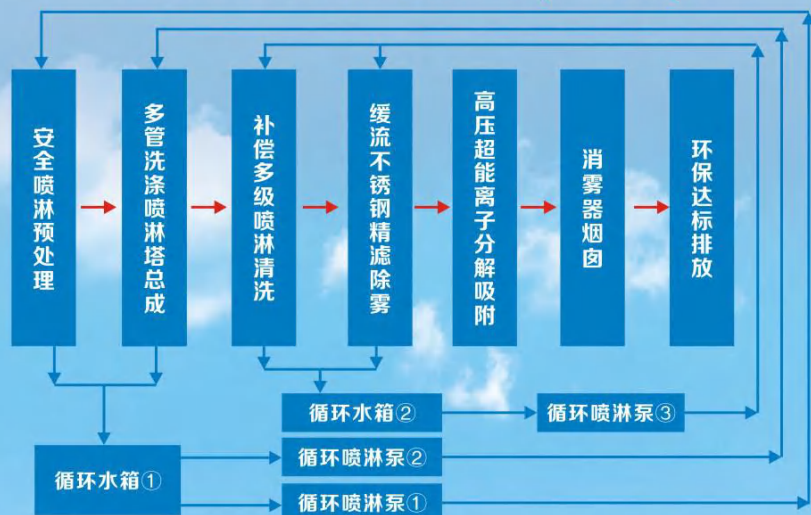 安全喷淋预处理
多管洗涤喷淋塔总成
补偿多级喷淋清洗
缓流不锈钢精滤除雾
高压超能离子分解吸附
消雾器烟囱
环保达标排放
循环水箱②
循环喷淋泵③
循环水箱①
循环喷淋泵②
循环喷淋泵①